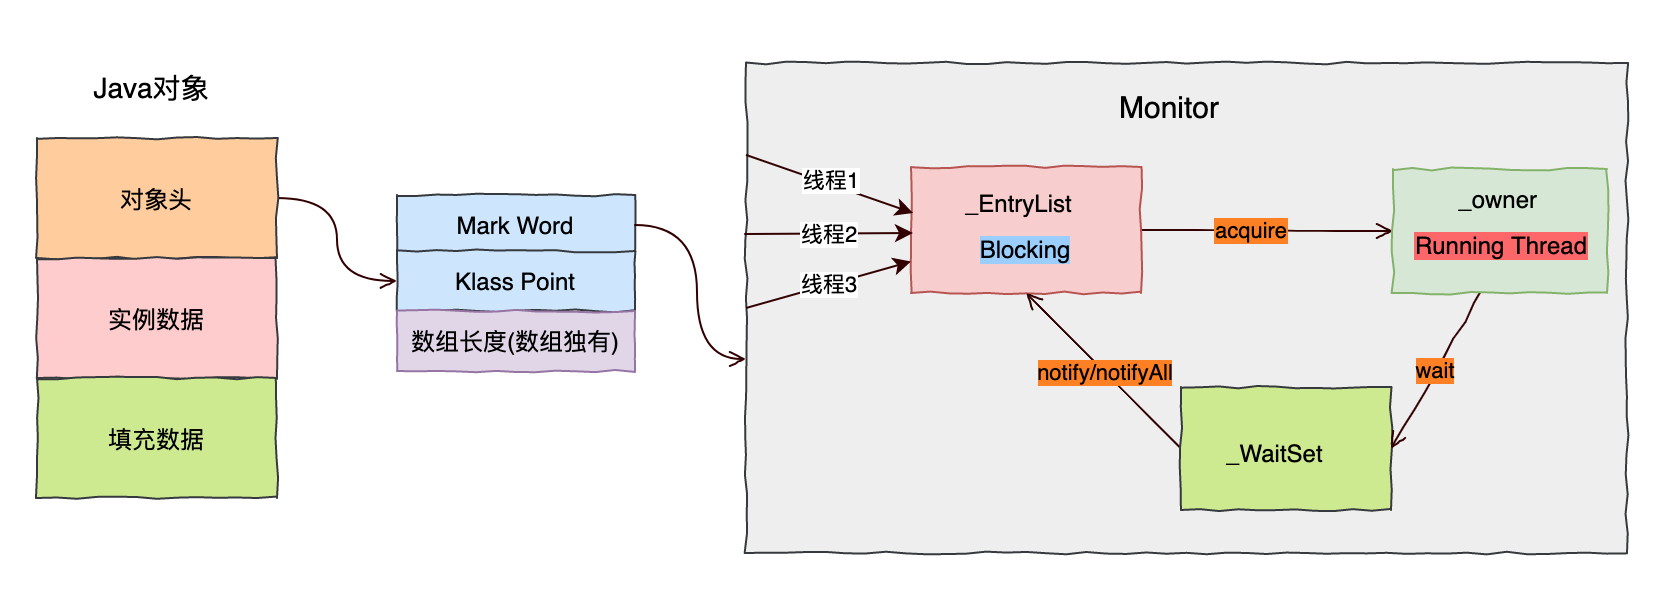 Java对象
对象头
实例数据
填充数据
Mark Word
Klass Point
数组长度(数组独有)
Monitor
线程1
线程2
线程3
_EntryList
Blocking
acquire
_owner
Running Thread
notify/notifyAll
wait
_WaitSet